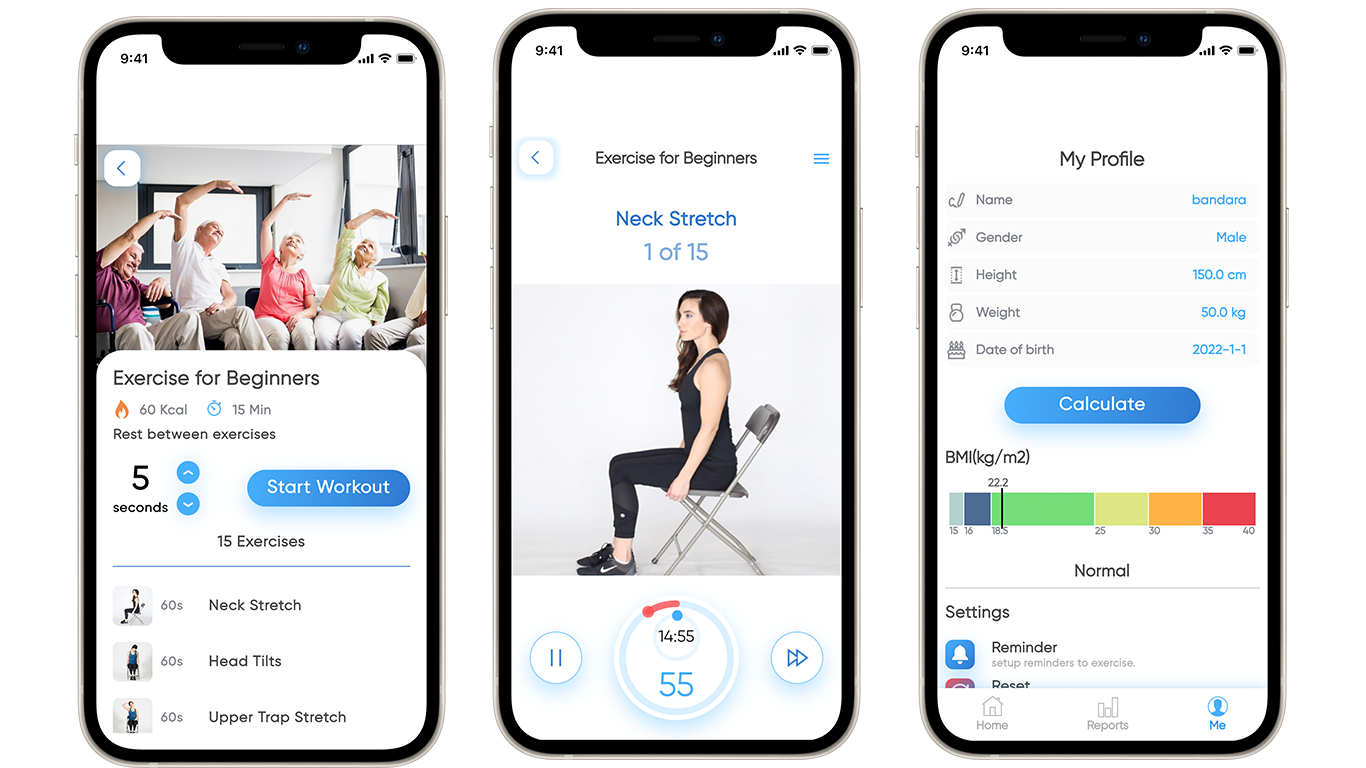 9:41
Exercise for Beginners
60 Kcal 15 Min
Rest between exercises
5
seconds
Start Workout
15 Exercises
60s Neck Stretch
60s Head Tilts
60s Upper Trap Stretch
9:41
Exercise for Beginners
Neck Stretch
1 of 15
14:55
55
9:41
My Profile
Name bandara
Gender Male
Height 150.0 cm
Weight 50.0 kg
Date of birth 2022-1-1
Calculate
BMI(kg/m2)
22.2
15 16 18.5 25 30 35 40
Normal
Settings
Reminder
setup reminders to exercise.
Reset
Home Reports Me